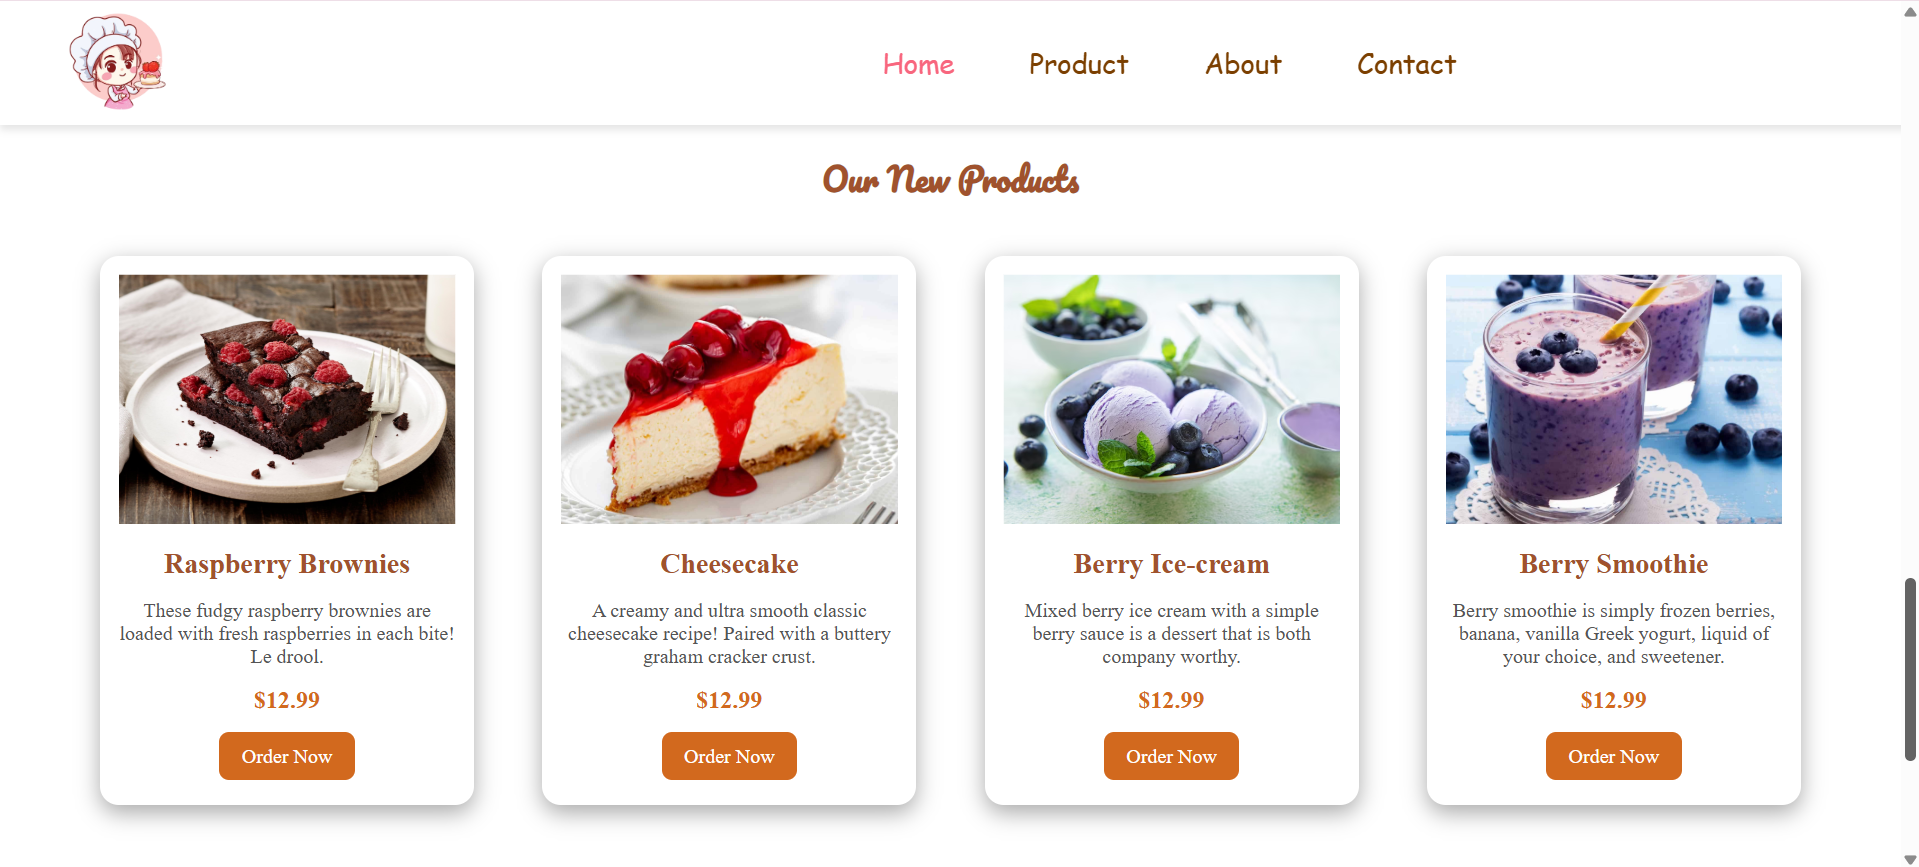 Home Product About Contact
Our New Products
Raspberry Brownies
These fudgy raspberry brownies are
loaded with fresh raspberries in each bite!
Le drool.
$12.99
Order Now
Cheesecake
A creamy and ultra smooth classic
cheesecake recipe! Paired with a buttery
graham cracker crust.
$12.99
Order Now
Berry Ice-cream
Mixed berry ice cream with a simple
berry sauce is a dessert that is both
company worthy.
$12.99
Order Now
Berry Smoothie
Berry smoothie is simply frozen berries,
banana, vanilla Greek yogurt, liquid of
your choice, and sweetener.
$12.99
Order Now